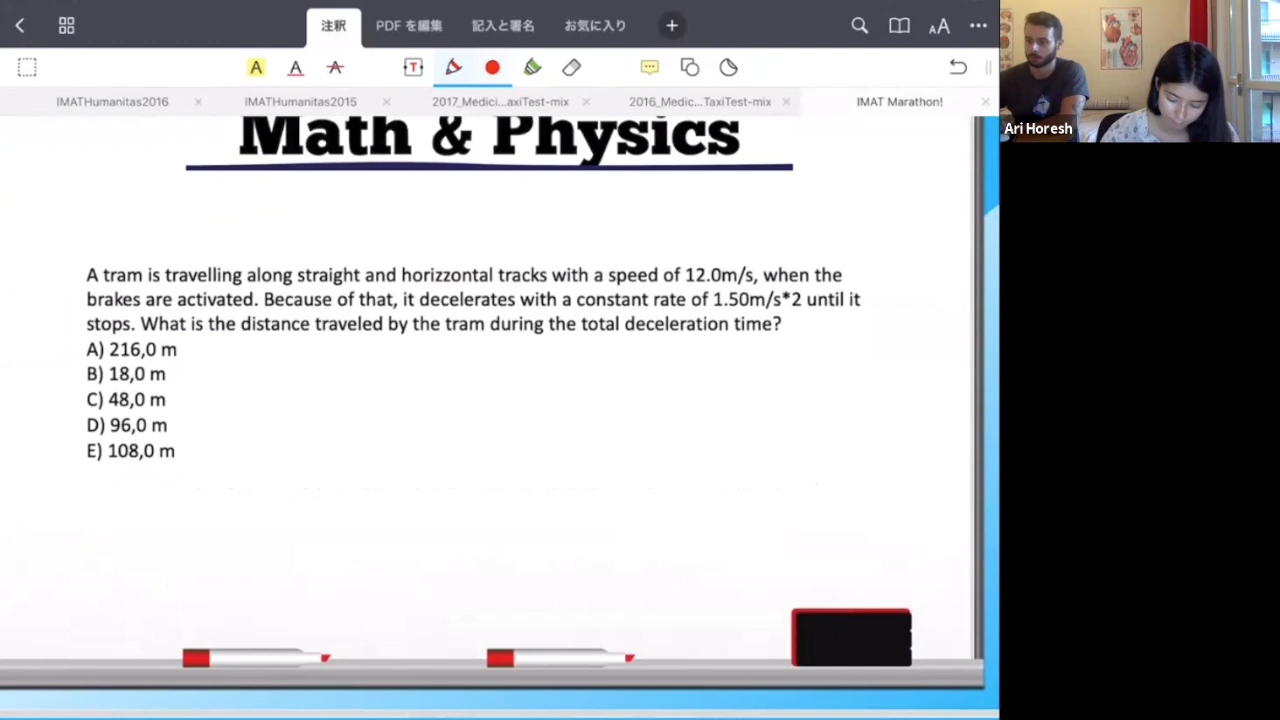 注釈
PDF を編集
記入と署名
お気に入り
AA
A
A
A
T
IMATHumanitas2016
IMATHumanitas2015
2017_Medici...axiTest-mix
2016_Medic...TaxiTest-mix
IMAT Marathon!
Ari Horesh
Math & Physics
A tram is travelling along straight and horizzontal tracks with a speed of 12.0m/s, when the
brakes are activated. Because of that, it decelerates with a constant rate of 1.50m/s*2 until it
stops. What is the distance traveled by the tram during the total deceleration time?
A) 216,0 m
B) 18,0 m
C) 48,0 m
D) 96,0 m
E) 108,0 m